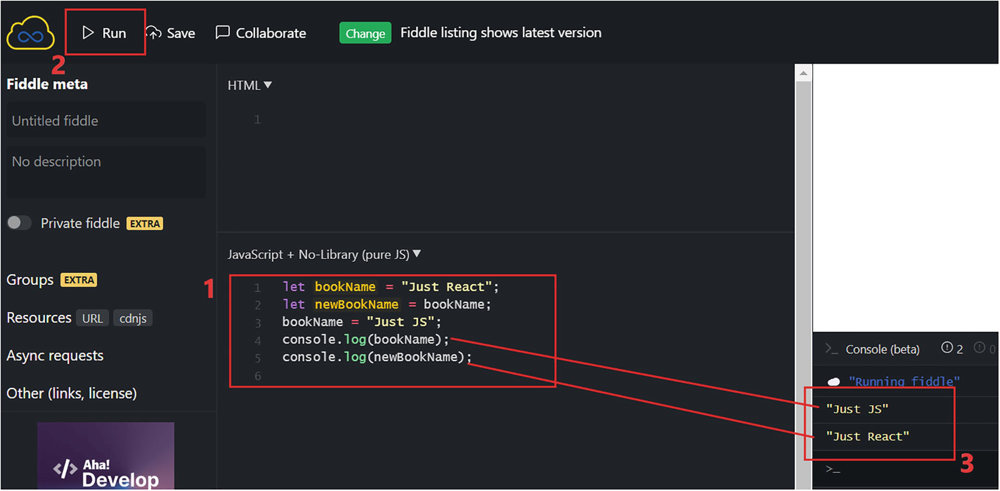 Run Save Collaborate Change Fiddle listing shows latest version
2
Fiddle meta
Untitled fiddle
No description
Private fiddle EXTRA
Groups EXTRA
Resources URL cdnjs
Async requests
Other (links, license)
</> Aha!
Develop
HTML ▼
1
JavaScript + No-Library (pure JS) ▼
1
1 let bookName = "Just React";
2 let newBookName = bookName;
3 bookName = "Just JS";
4 console.log(bookName);
5 console.log(newBookName);
6
>_ Console (beta) 2 0
"Running fiddle"
"Just JS"
"Just React"
3
>_